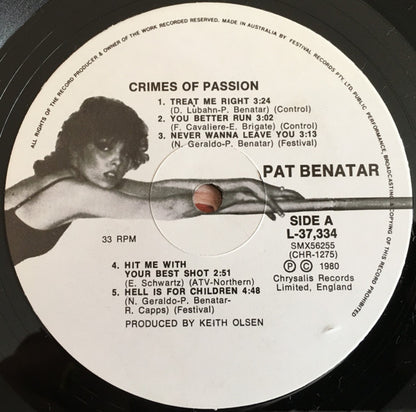 ALL RIGHTS OF THE RECORD PRODUCER & OWNER OF THE WORK RECORDED RESERVED. MADE IN AUSTRALIA BY FESTIVAL RECORDS PTY. LTD. PUBLIC PERFORMANCE, BROADCASTING, COPYING OF THIS RECORD PROHIBITED
CRIMES OF PASSION
1. TREAT ME RIGHT 3:24
(D. Lubahn-P. Benatar) (Control)
2. YOU BETTER RUN 3:02
(F. Cavaliere-E. Brigate) (Control)
3. NEVER WANNA LEAVE YOU 3:13
(N. Geraldo-P. Benatar) (Festival)
PAT BENATAR
33 RPM
SIDE A
L-37,334
SMX56255
(CHR-1275)
Ⓟ © 1980
Chrysalis Records
Limited, England
4. HIT ME WITH
YOUR BEST SHOT 2:51
(E. Schwartz) (ATV-Northern)
5. HELL IS FOR CHILDREN 4:48
(N. Geraldo-P. Benatar-
R. Capps) (Festival)
PRODUCED BY KEITH OLSEN